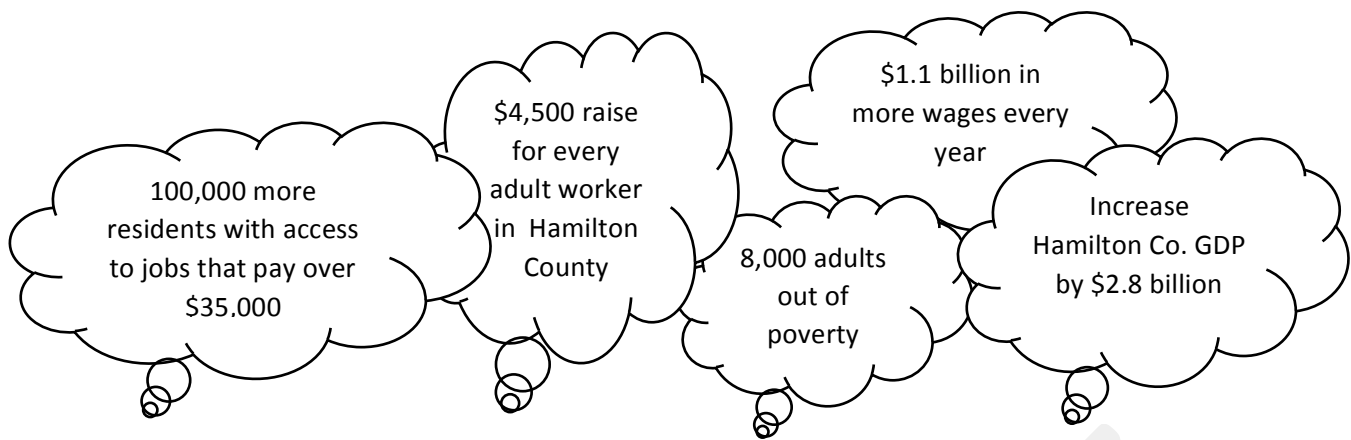 100,000 more
residents with access
to jobs that pay over
$35,000
$4,500 raise
for every
adult worker
in Hamilton
County
8,000 adults
out of
poverty
$1.1 billion in
more wages every
year
Increase
Hamilton Co. GDP
by $2.8 billion